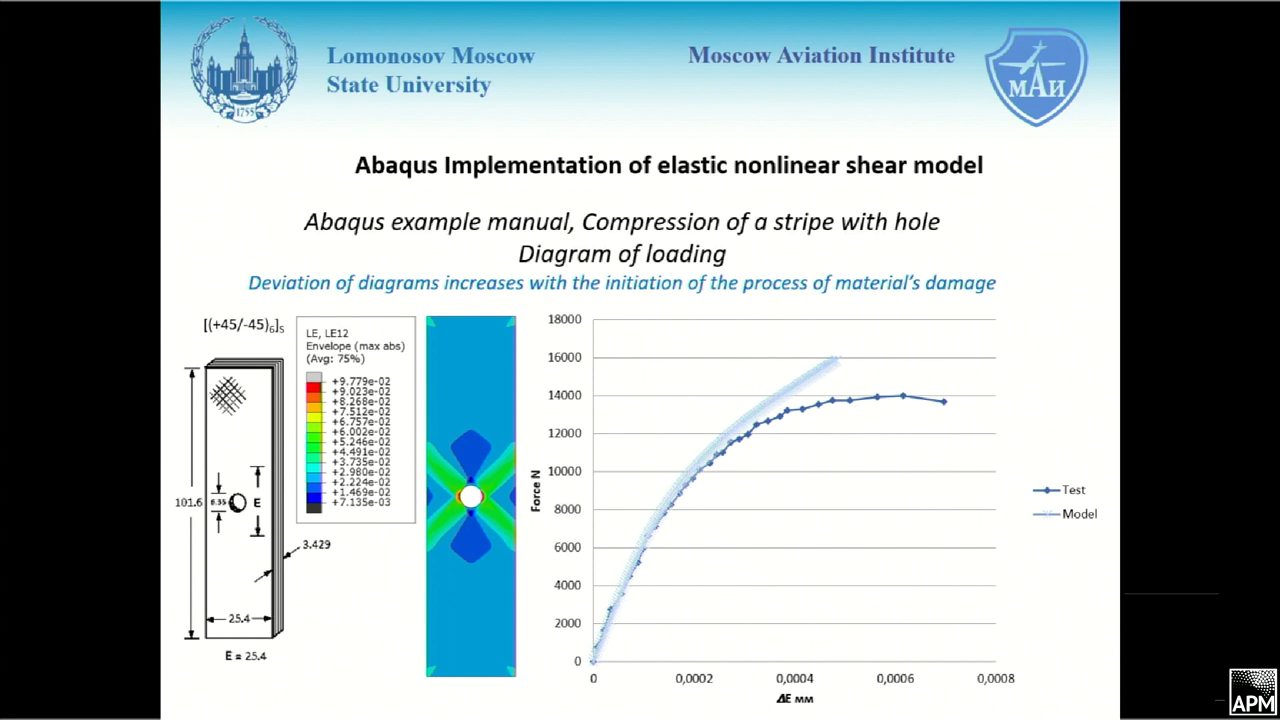 Lomonosov Moscow
State University
1755
Moscow Aviation Institute
МАИ
Abaqus Implementation of elastic nonlinear shear model
Abaqus example manual, Compression of a stripe with hole
Diagram of loading
Deviation of diagrams increases with the initiation of the process of material's damage
[(+45/-45)6]s
101.6
6.35
E
3.429
25.4
E = 25.4
LE, LE12
Envelope (max abs)
(Avg: 75%)
+9.779e-02
+9.023e-02
+8.268e-02
+7.512e-02
+6.757e-02
+6.002e-02
+5.246e-02
+4.491e-02
+3.735e-02
+2.980e-02
+2.224e-02
+1.469e-02
+7.135e-03
18000
16000
14000
12000
10000
8000
6000
4000
2000
0
Force N
0
0,0002
0,0004
0,0006
0,0008
ΔE мм
Test
Model
APM